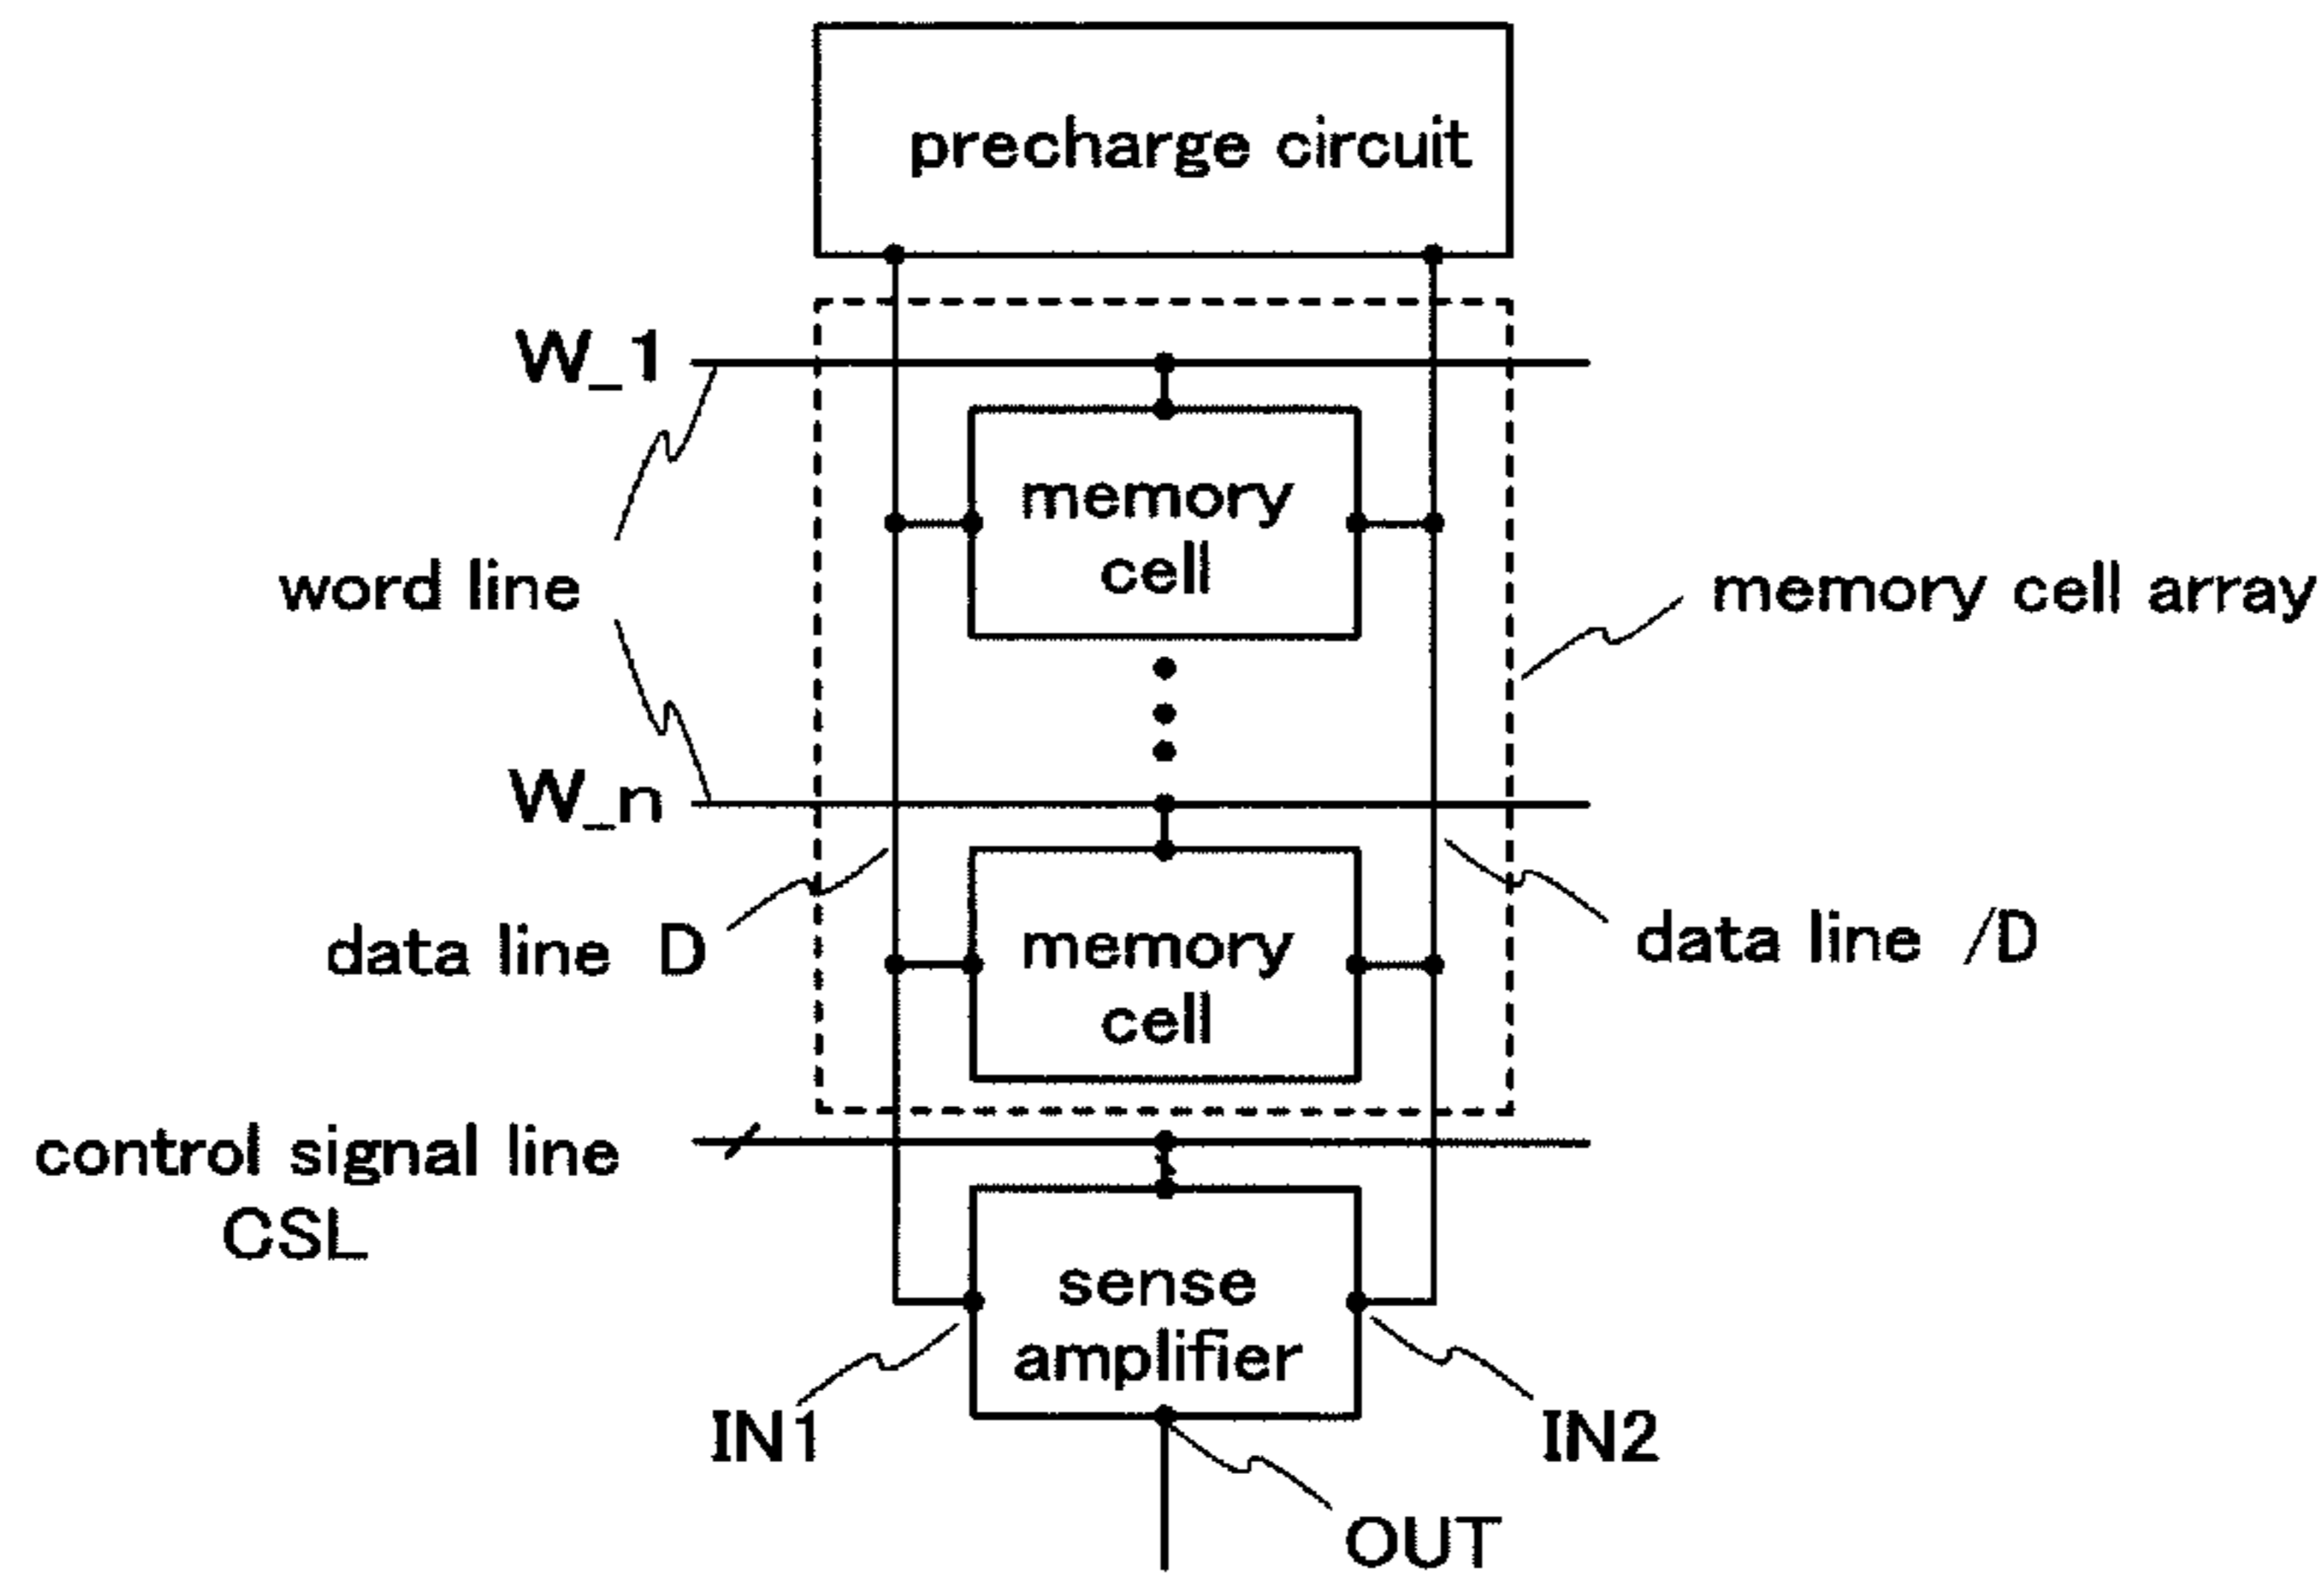 precharge circuit
W_1
memory
cell
word line
memory cell array
W_n
data line D
memory
cell
data line /D
control signal line
CSL
sense
amplifier
IN1
IN2
OUT